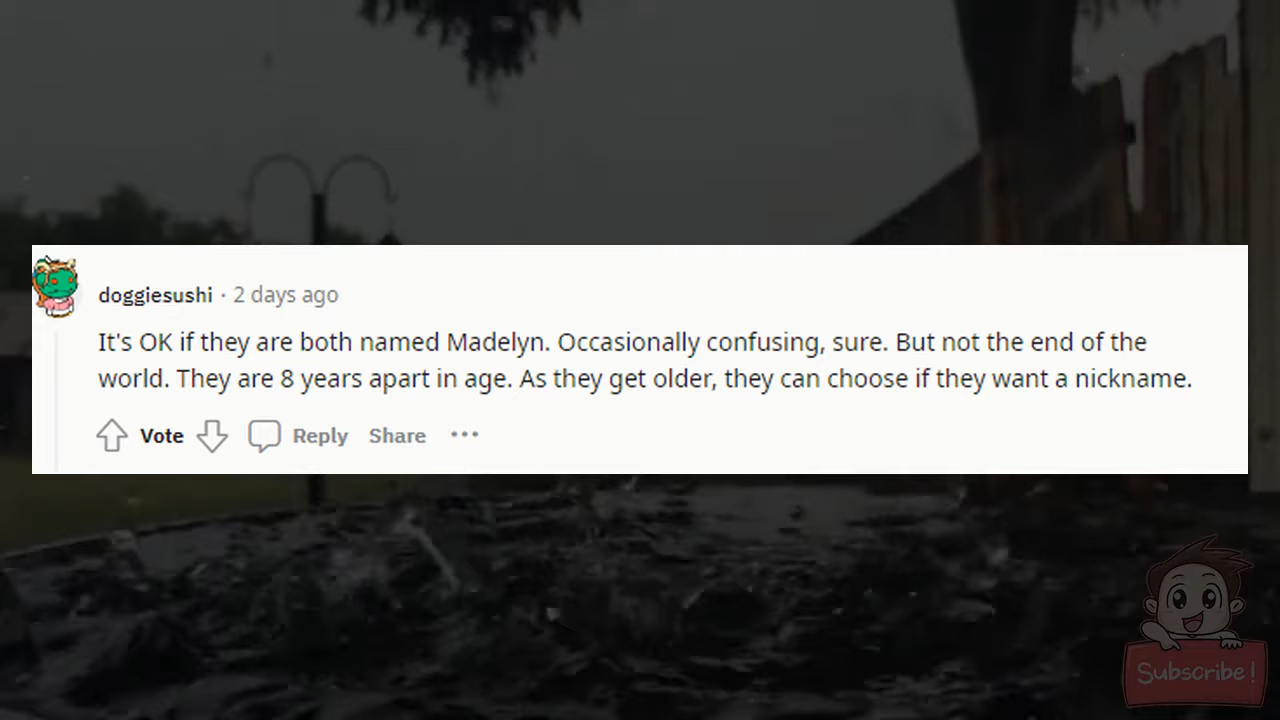 doggiesushi · 2 days ago
It's OK if they are both named Madelyn. Occasionally confusing, sure. But not the end of the
world. They are 8 years apart in age. As they get older, they can choose if they want a nickname.
Vote Reply Share ···
Subscribe!